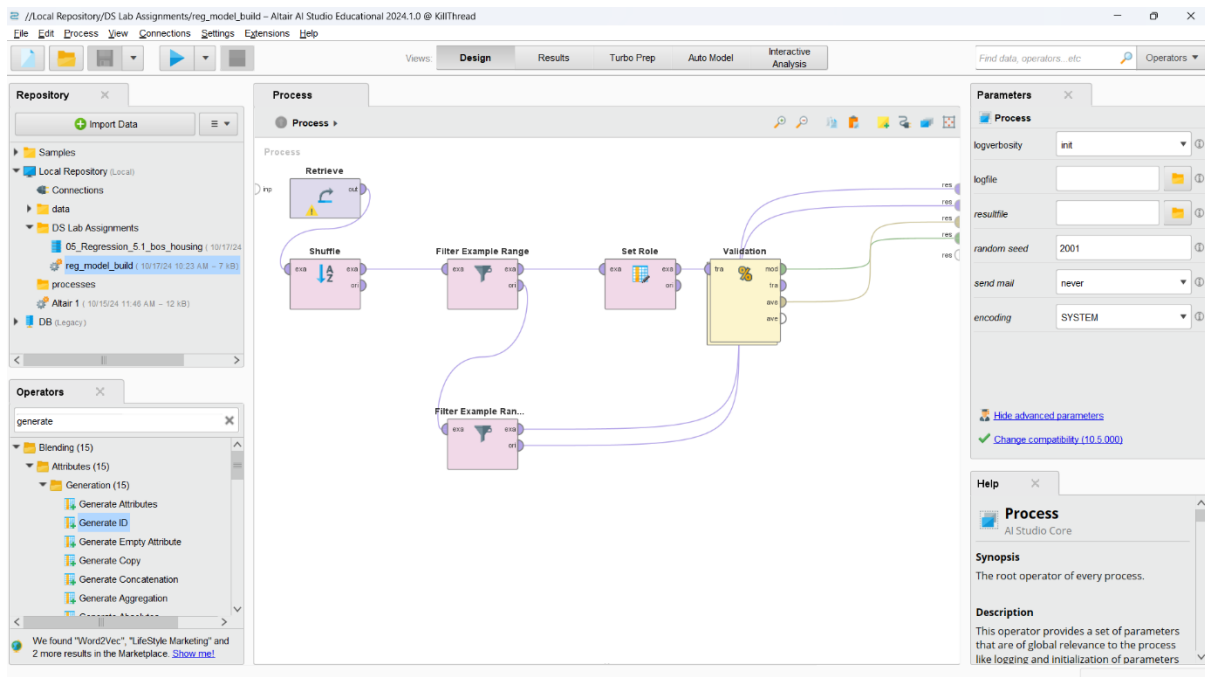 //Local Repository/DS Lab Assignments/reg_model_build – Altair AI Studio Educational 2024.1.0 @ KillThread
File Edit Process View Connections Settings Extensions Help
Views: Design Results Turbo Prep Auto Model Interactive Analysis
Find data, operators...etc Operators
Repository
Import Data
Samples
Local Repository (Local)
Connections
data
DS Lab Assignments
05_Regression_5.1_bos_housing ( 10/17/24
reg_model_build ( 10/17/24 10:23 AM – 7 kB)
processes
Altair 1 ( 10/15/24 11:46 AM – 12 kB)
DB (Legacy)
Operators
generate
Blending (15)
Attributes (15)
Generation (15)
Generate Attributes
Generate ID
Generate Empty Attribute
Generate Copy
Generate Concatenation
Generate Aggregation
We found "Word2Vec", "LifeStyle Marketing" and
2 more results in the Marketplace. Show me!
Process
Process
Process
inp
Retrieve
out
Shuffle
exa exa
ori
Filter Example Range
exa exa
ori
Set Role
exa exa
ori
Validation
tra mod
tra
ave
ave
Filter Example Ran...
exa exa
ori
res
res
res
res
res
Parameters
Process
logverbosity init
logfile
resultfile
random seed 2001
send mail never
encoding SYSTEM
Hide advanced parameters
Change compatibility (10.5.000)
Help
Process
AI Studio Core
Synopsis
The root operator of every process.
Description
This operator provides a set of parameters
that are of global relevance to the process
like logging and initialization of parameters